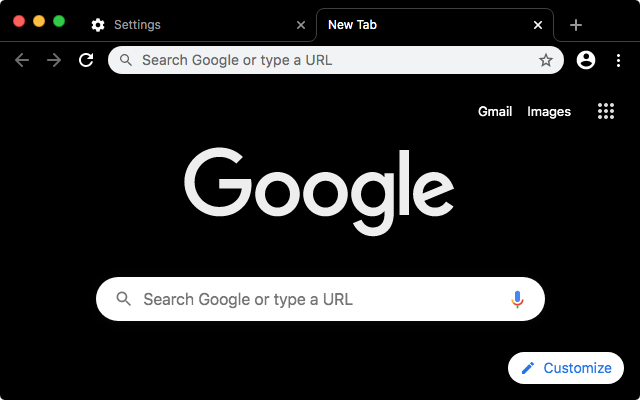 Settings
New Tab
Search Google or type a URL
Gmail
Images
Google
Search Google or type a URL
Customize